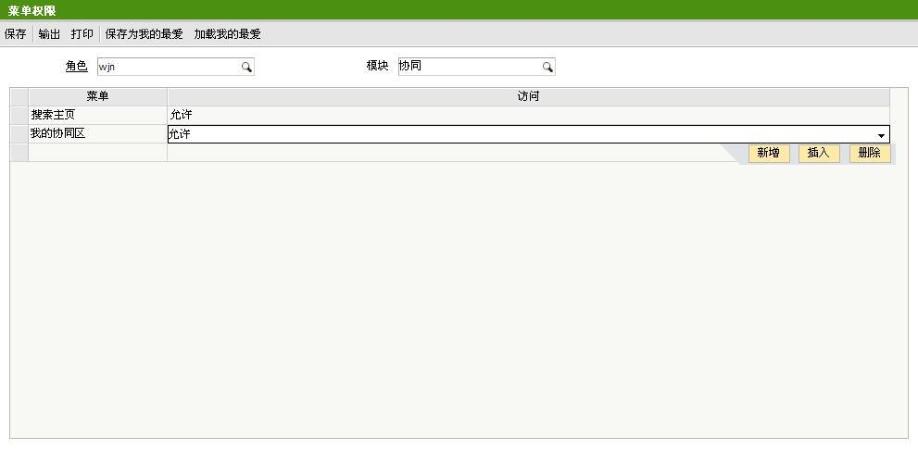 菜单权限
保存 输出 打印 保存为我的最爱 加载我的最爱
角色 wjn 模块 协同
菜单 访问
搜索主页 允许
我的协同区 允许
新增 插入 删除